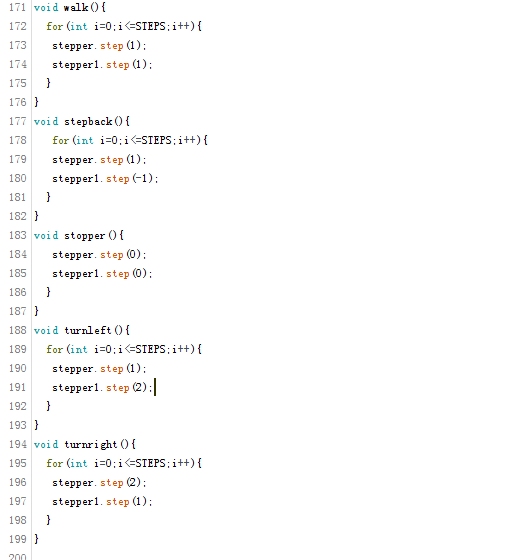 171 void walk(){
172 for(int i=0;i<=STEPS;i++){
173 stepper.step(1);
174 stepper1.step(1);
175 }
176 }
177 void stepback(){
178 for(int i=0;i<=STEPS;i++){
179 stepper.step(1);
180 stepper1.step(-1);
181 }
182 }
183 void stopper(){
184 stepper.step(0);
185 stepper1.step(0);
186 }
187 }
188 void turnleft(){
189 for(int i=0;i<=STEPS;i++){
190 stepper.step(1);
191 stepper1.step(2);
192 }
193 }
194 void turnright(){
195 for(int i=0;i<=STEPS;i++){
196 stepper.step(2);
197 stepper1.step(1);
198 }
199 }
200